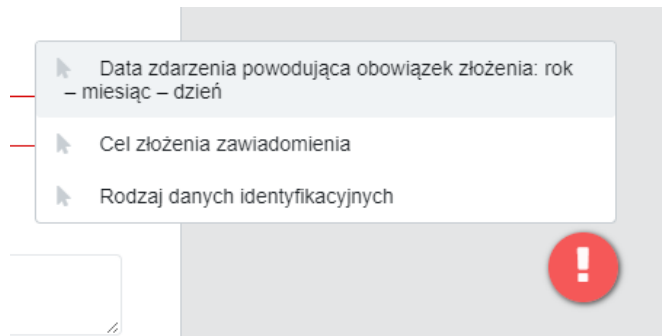 Data zdarzenia powodująca obowiązek złożenia: rok
– miesiąc – dzień
Cel złożenia zawiadomienia
Rodzaj danych identyfikacyjnych
!